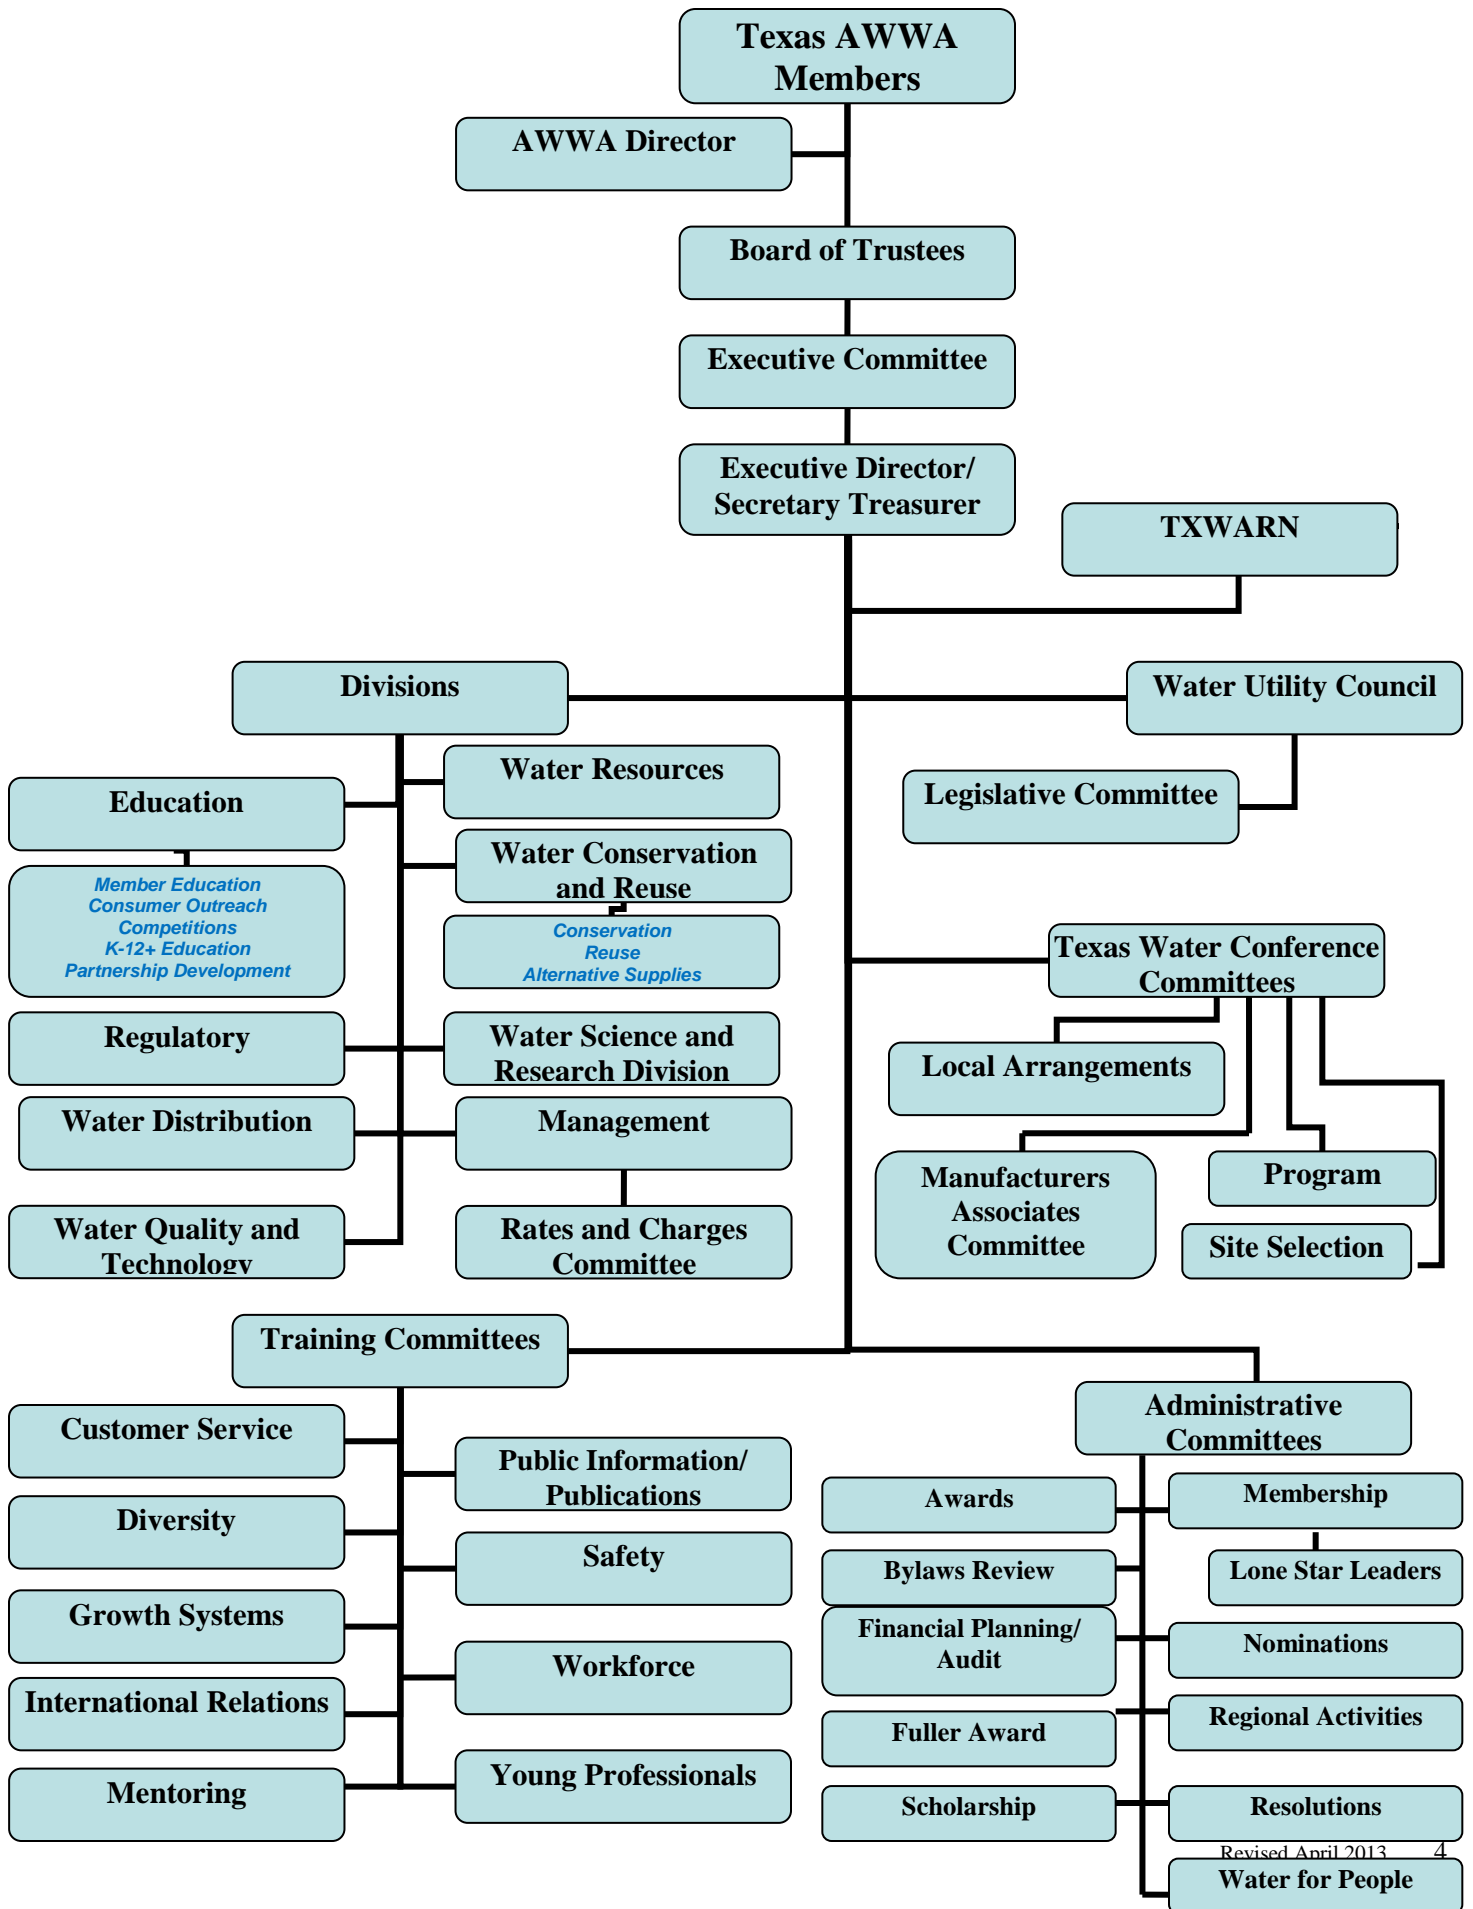 Texas AWWA
Members
AWWA Director
Board of Trustees
Executive Committee
Executive Director/
Secretary Treasurer
TXWARN
Divisions
Water Utility Council
Water Resources
Education
Legislative Committee
Water Conservation
and Reuse
Member Education
Consumer Outreach
Competitions
K-12+ Education
Partnership Development
Conservation
Reuse
Alternative Supplies
Texas Water Conference
Committees
Regulatory
Water Science and
Research Division
Local Arrangements
Water Distribution
Management
Manufacturers
Associates
Committee
Program
Water Quality and
Technology
Rates and Charges
Committee
Site Selection
Training Committees
Administrative
Committees
Customer Service
Public Information/
Publications
Diversity
Safety
Growth Systems
Workforce
International Relations
Mentoring
Young Professionals
Awards
Membership
Bylaws Review
Lone Star Leaders
Financial Planning/
Audit
Nominations
Fuller Award
Regional Activities
Scholarship
Resolutions
Revised April 2013 4
Water for People